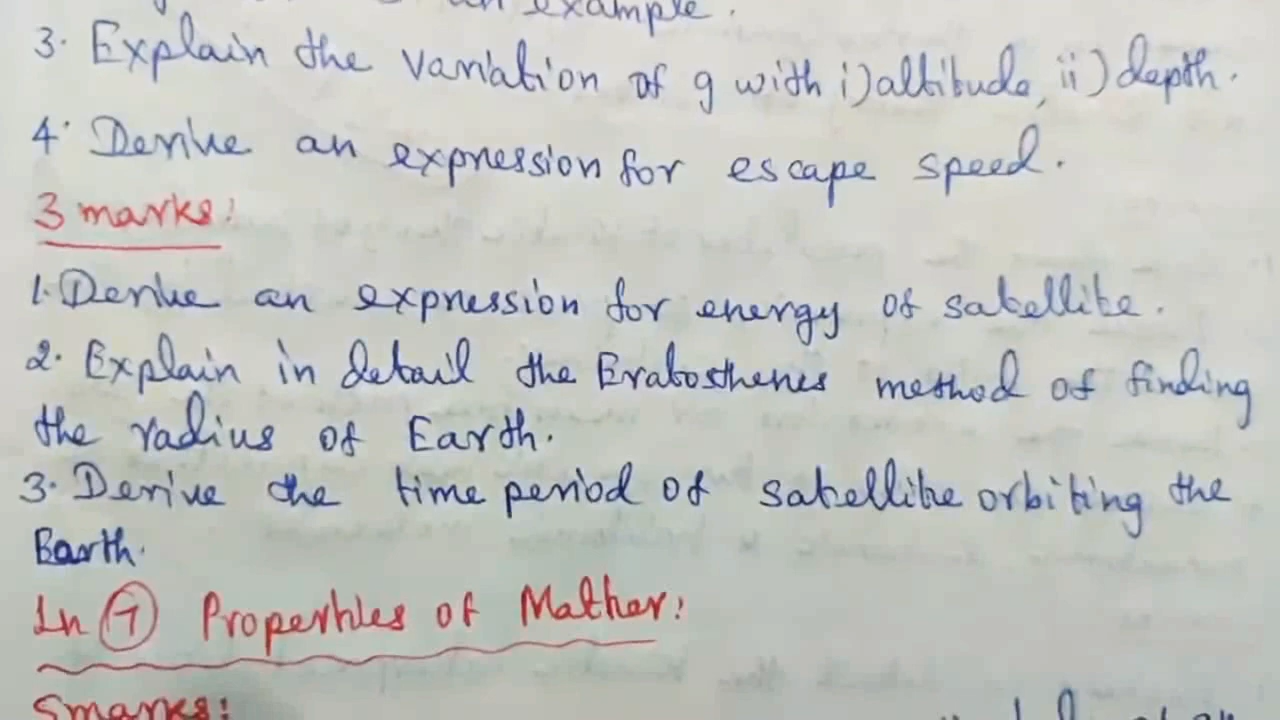 an example.
3. Explain the variation of g with i) altitude, ii) depth.
4. Derive an expression for escape speed.
3 marks:
1. Derive an expression for energy of satellite.
2. Explain in detail the Eratosthenes method of finding
the radius of Earth.
3. Derive the time period of satellite orbiting the
Earth.
Ln 7 Properties of Matter:
5marks: